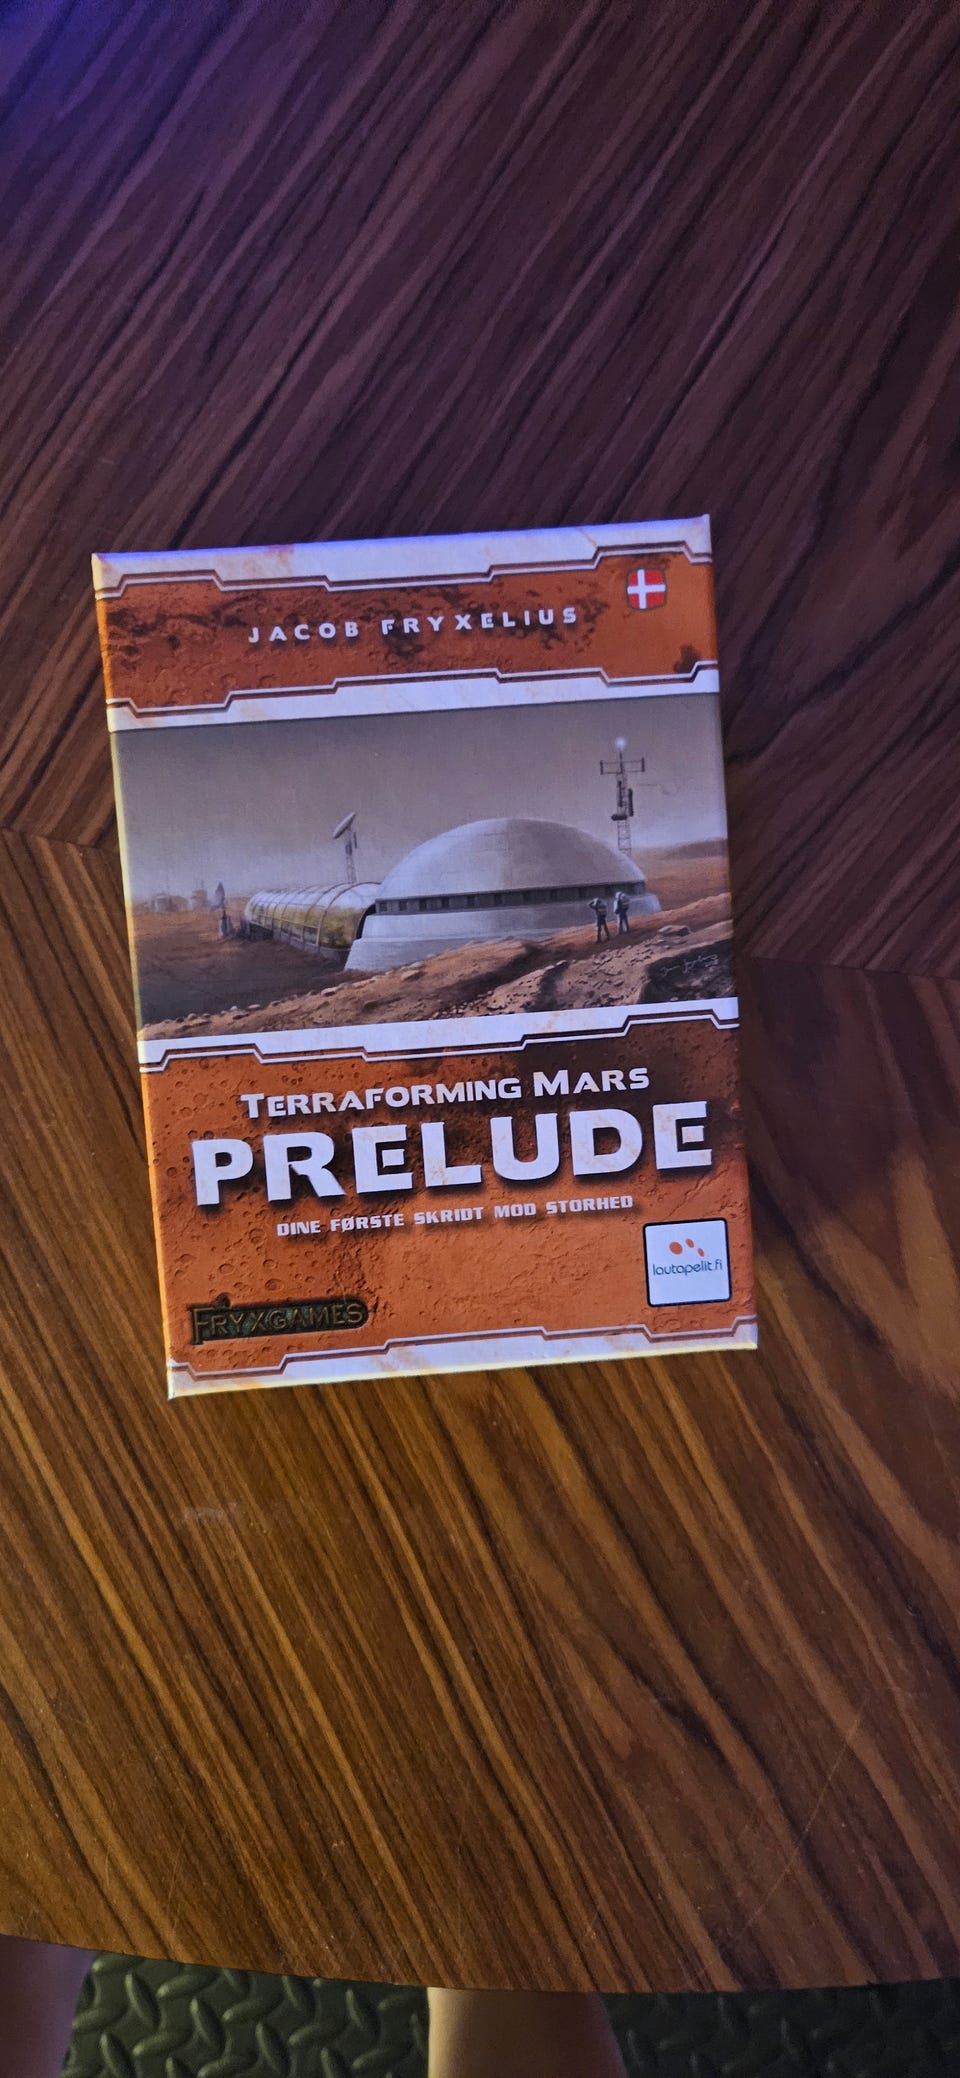 JACOB FRYXELIUS
TERRAFORMING MARS
PRELUDE
DINE FØRSTE SKRIDT MOD STORHED
lautapelit.fi
FRYXGAMES